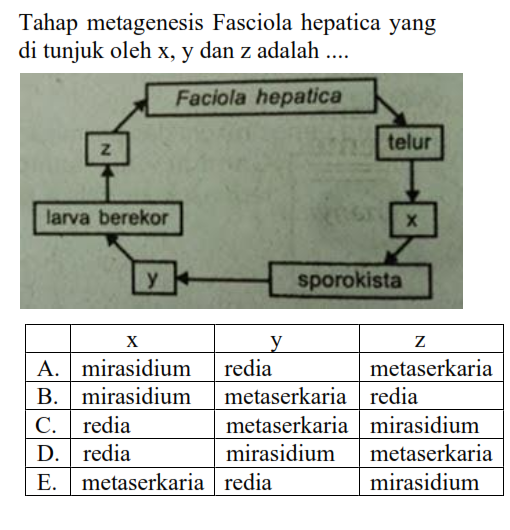 Tahap metagenesis Fasciola hepatica yang
di tunjuk oleh x, y dan z adalah ....
Faciola hepatica
z
telur
larva berekor
x
y
sporokista
x y z
A. mirasidium redia metaserkaria
B. mirasidium metaserkaria redia
C. redia metaserkaria mirasidium
D. redia mirasidium metaserkaria
E. metaserkaria redia mirasidium